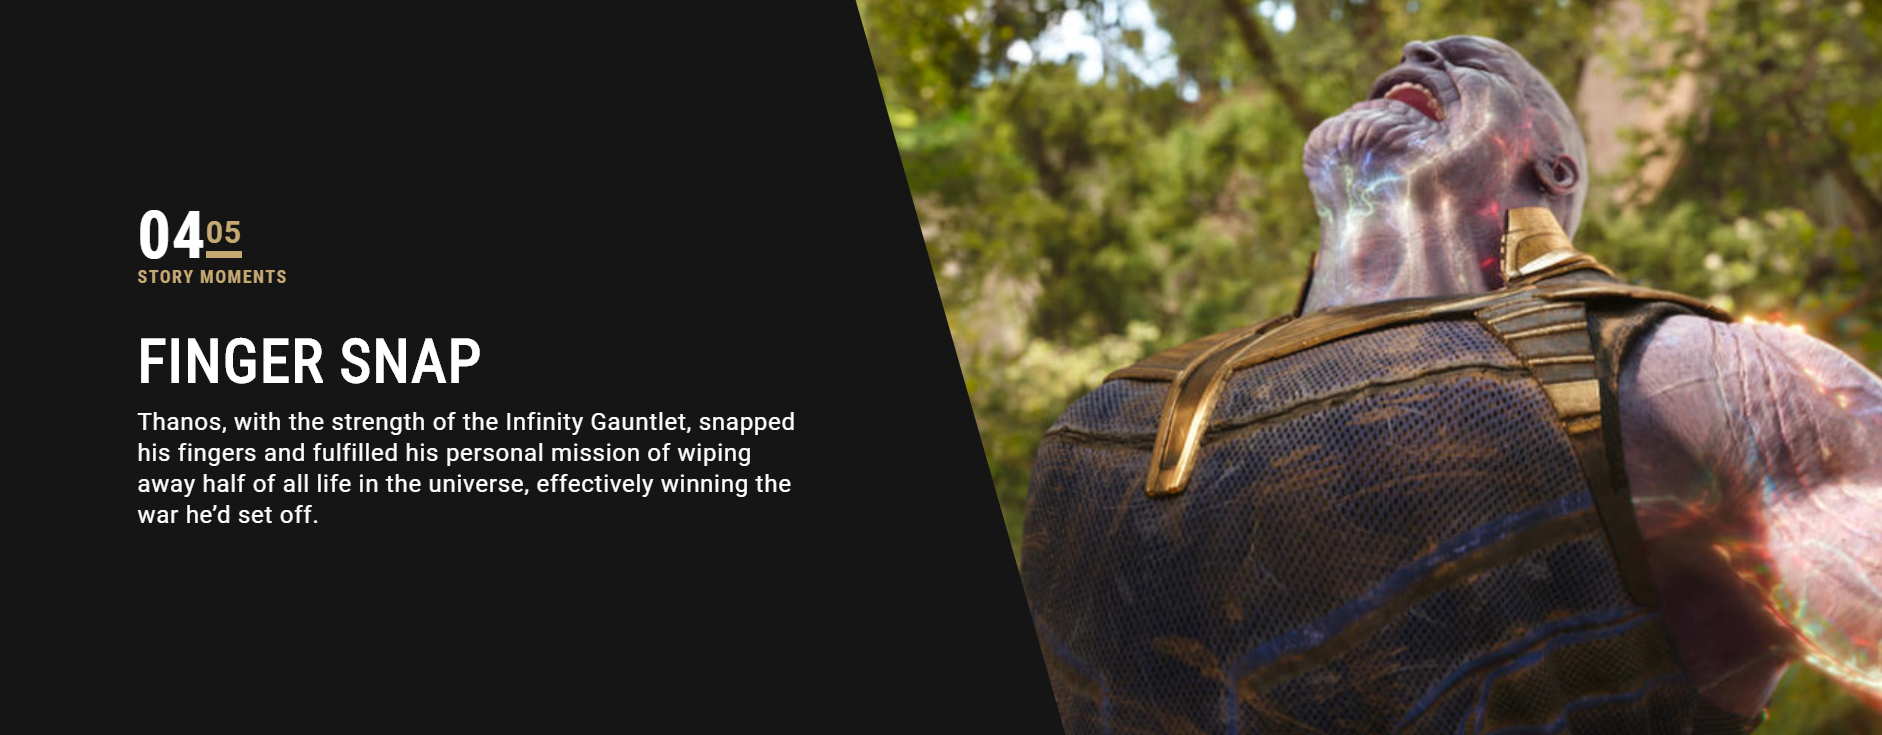 04 05
STORY MOMENTS
FINGER SNAP
Thanos, with the strength of the Infinity Gauntlet, snapped
his fingers and fulfilled his personal mission of wiping
away half of all life in the universe, effectively winning the
war he’d set off.